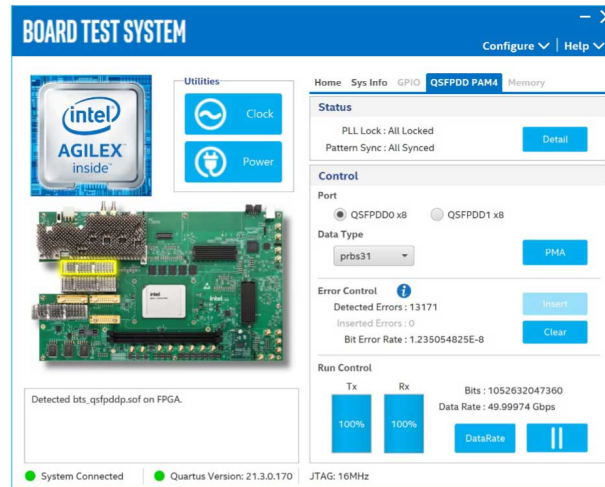 BOARD TEST SYSTEM
Configure Help
Utilities
Clock
Power
intel
AGILEX
inside
Home Sys Info GPIO QSFPDD PAM4 Memory
Status
PLL Lock : All Locked
Pattern Sync : All Synced
Detail
Control
Port
QSFPDD0 x8 QSFPDD1 x8
Data Type
prbs31
PMA
Error Control
Detected Errors : 13171
Insert
Inserted Errors : 0
Bit Error Rate : 1.235054825E-8
Clear
Run Control
Tx Rx
100% 100%
Bits : 1052632047360
Data Rate : 49.99974 Gbps
DataRate
intel
intel
Detected bts_qsfpddp.sof on FPGA.
System Connected Quartus Version: 21.3.0.170 JTAG: 16MHz